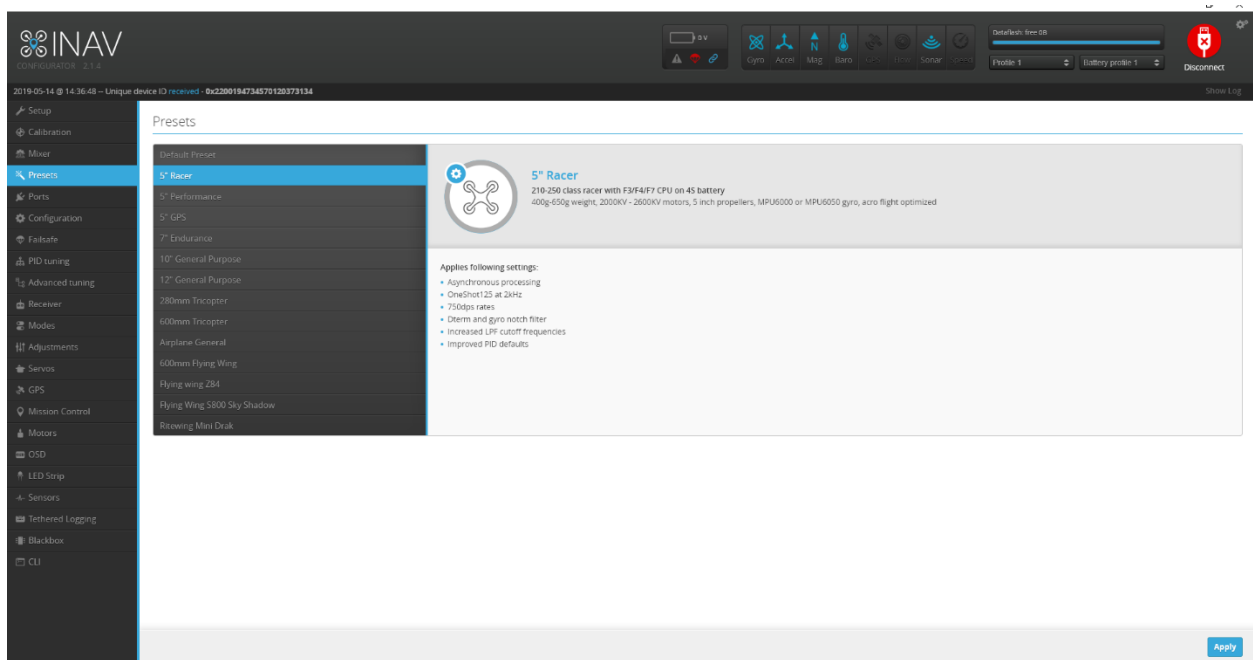 INAV
CONFIGURATOR 2.1.4
0 V
Gyro Accel Mag Baro GPS Flow Sonar Speed
Dataflash: free 0B
Profile 1
Battery profile 1
Disconnect
2019-05-14 @ 14:36:48 -- Unique device ID received - 0x2200194734570120373134
Show Log
Setup
Calibration
Mixer
Presets
Ports
Configuration
Failsafe
PID tuning
Advanced tuning
Receiver
Modes
Adjustments
Servos
GPS
Mission Control
Motors
OSD
LED Strip
Sensors
Tethered Logging
Blackbox
CLI
Presets
Default Preset
5" Racer
5" Performance
5" GPS
7" Endurance
10" General Purpose
12" General Purpose
280mm Tricopter
600mm Tricopter
Airplane General
600mm Flying Wing
Flying wing Z84
Flying Wing S800 Sky Shadow
Ritewing Mini Drak
5" Racer
210-250 class racer with F3/F4/F7 CPU on 4S battery
400g-650g weight, 2000KV - 2600KV motors, 5 inch propellers, MPU6000 or MPU6050 gyro, acro flight optimized
Applies following settings:
Asynchronous processing
OneShot125 at 2kHz
750dps rates
Dterm and gyro notch filter
Increased LPF cutoff frequencies
Improved PID defaults
Apply